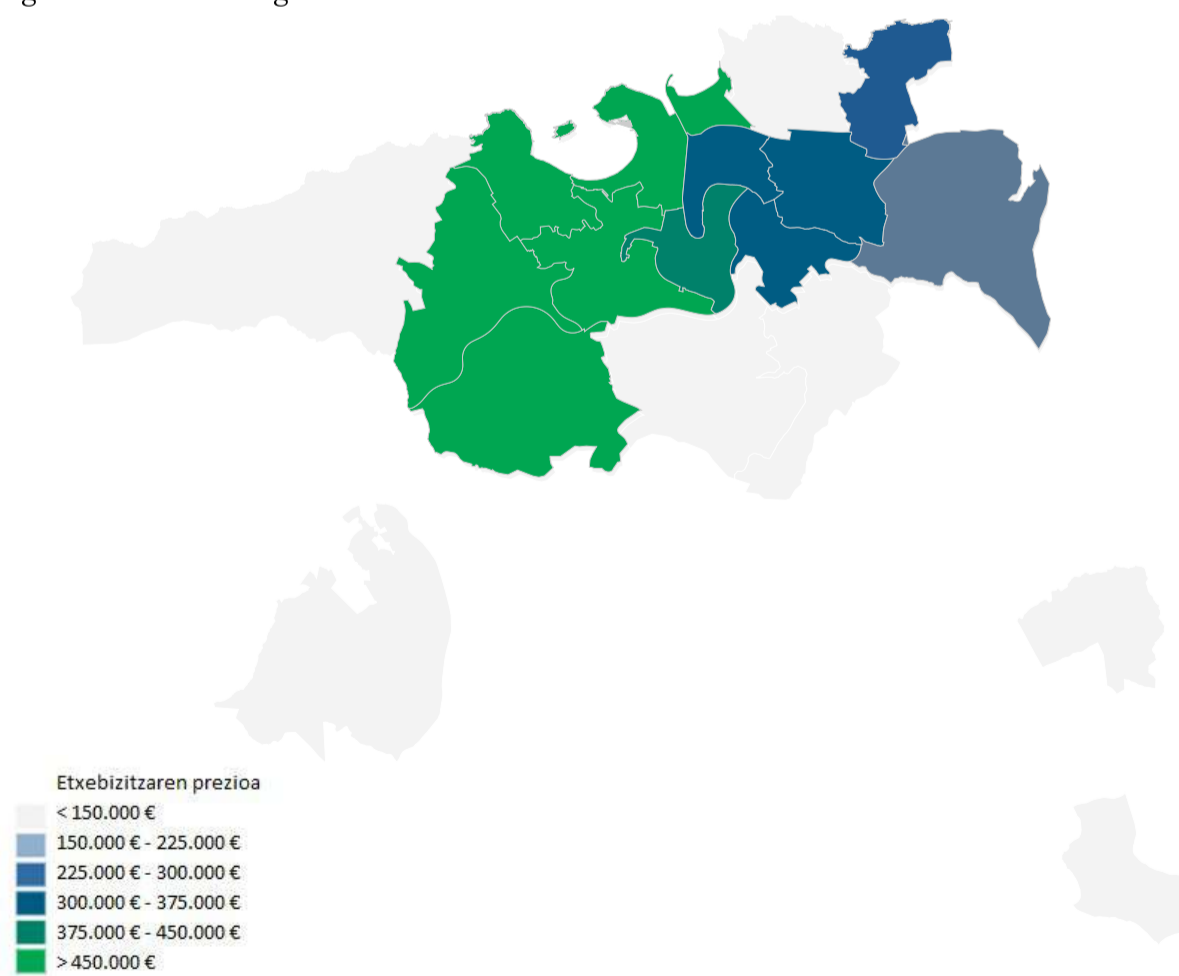 Etxebizitzaren prezioa
< 150.000 €
150.000 € - 225.000 €
225.000 € - 300.000 €
300.000 € - 375.000 €
375.000 € - 450.000 €
> 450.000 €